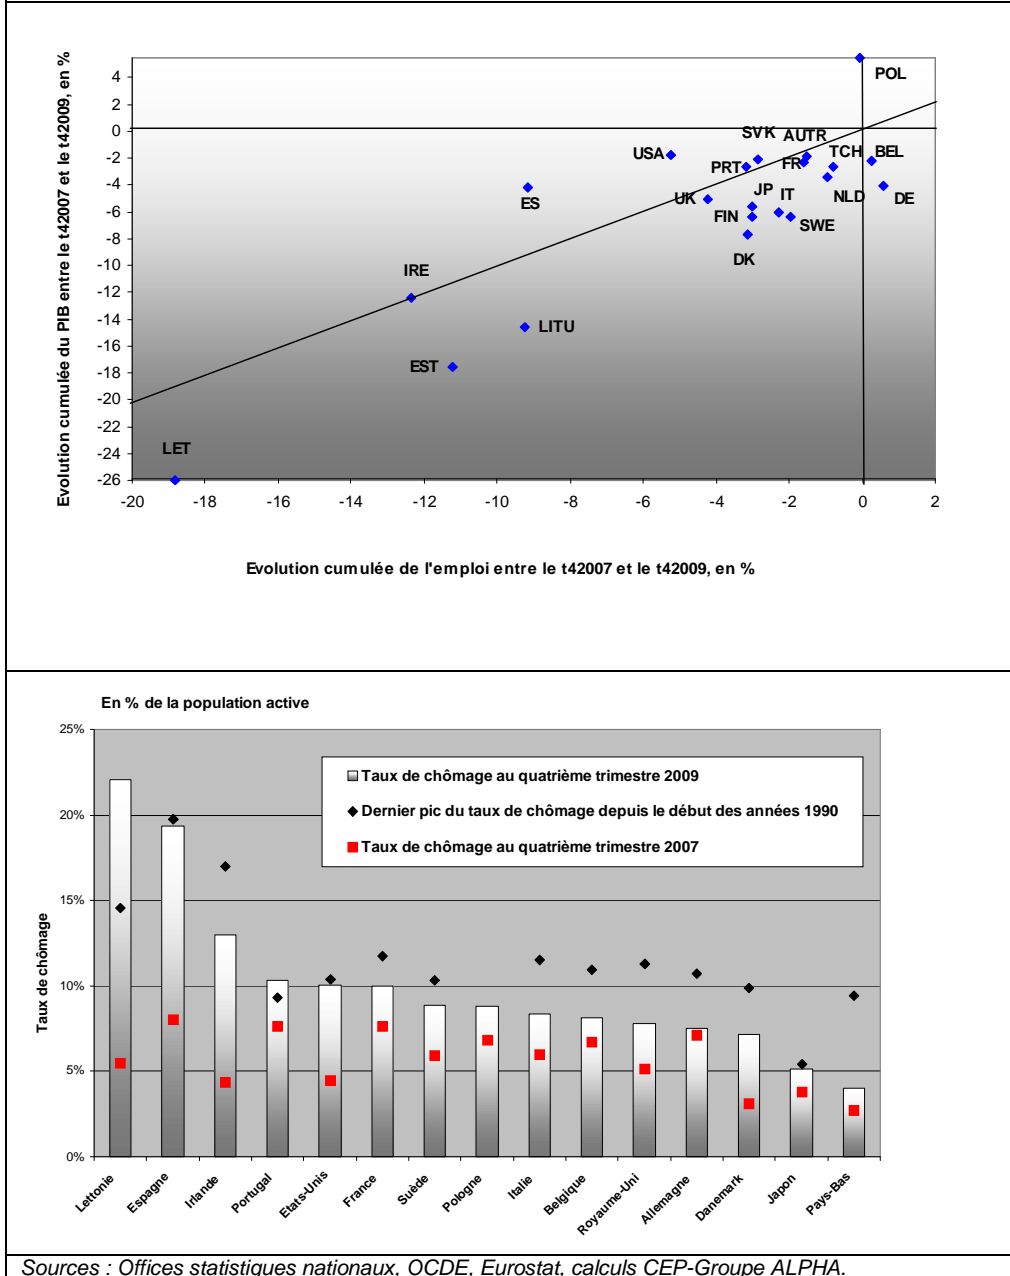 Evolution cumulée du PIB entre le t42007 et le t42009, en %
4
2
0
-2
-4
-6
-8
-10
-12
-14
-16
-18
-20
-22
-24
-26
POL
SVK
AUTR
USA
PRT
FR
TCH
BEL
ES
UK
JP
IT
NLD
DE
FIN
SWE
DK
IRE
LITU
EST
LET
-20 -18 -16 -14 -12 -10 -8 -6 -4 -2 0 2
Evolution cumulée de l'emploi entre le t42007 et le t42009, en %
En % de la population active
Taux de chômage
25%
20%
15%
10%
5%
0%
Taux de chômage au quatrième trimestre 2009
Dernier pic du taux de chômage depuis le début des années 1990
Taux de chômage au quatrième trimestre 2007
Lettonie
Espagne
Irlande
Portugal
Etats-Unis
France
Suède
Pologne
Italie
Belgique
Royaume-Uni
Allemagne
Danemark
Japon
Pays-Bas
Sources : Offices statistiques nationaux, OCDE, Eurostat, calculs CEP-Groupe ALPHA.